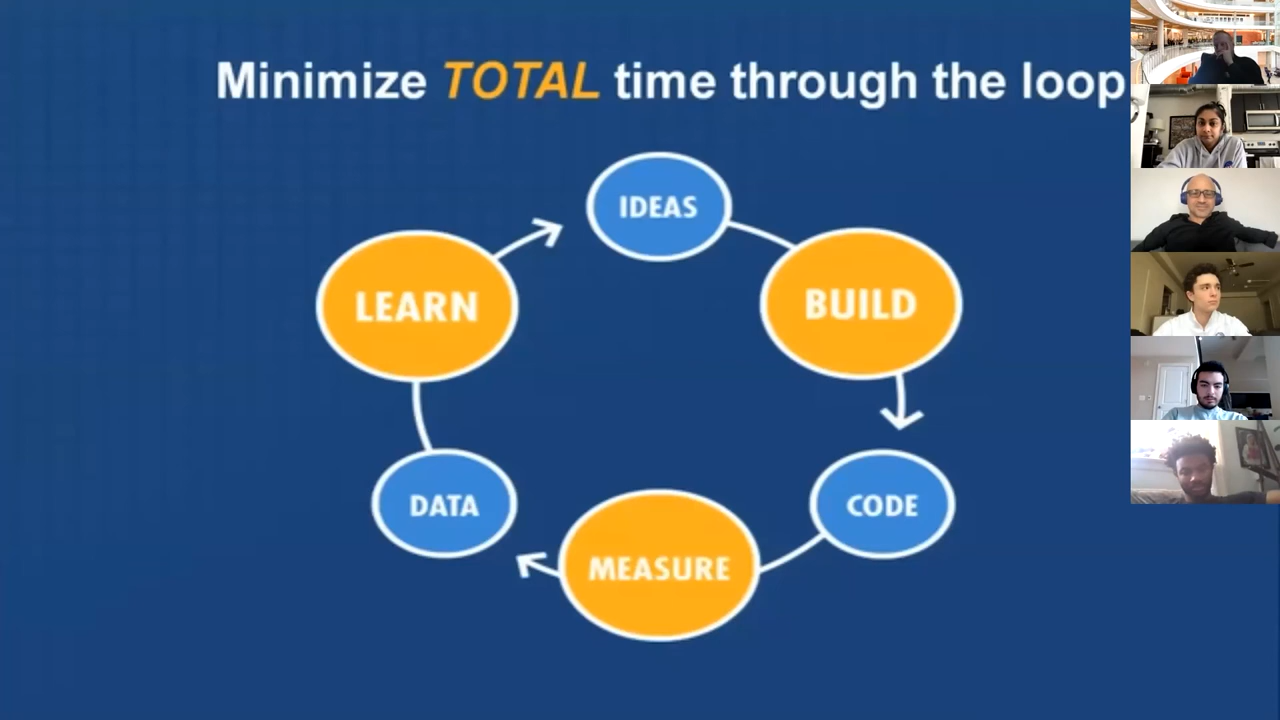 Minimize TOTAL time through the loop
IDEAS
LEARN
BUILD
DATA
CODE
MEASURE